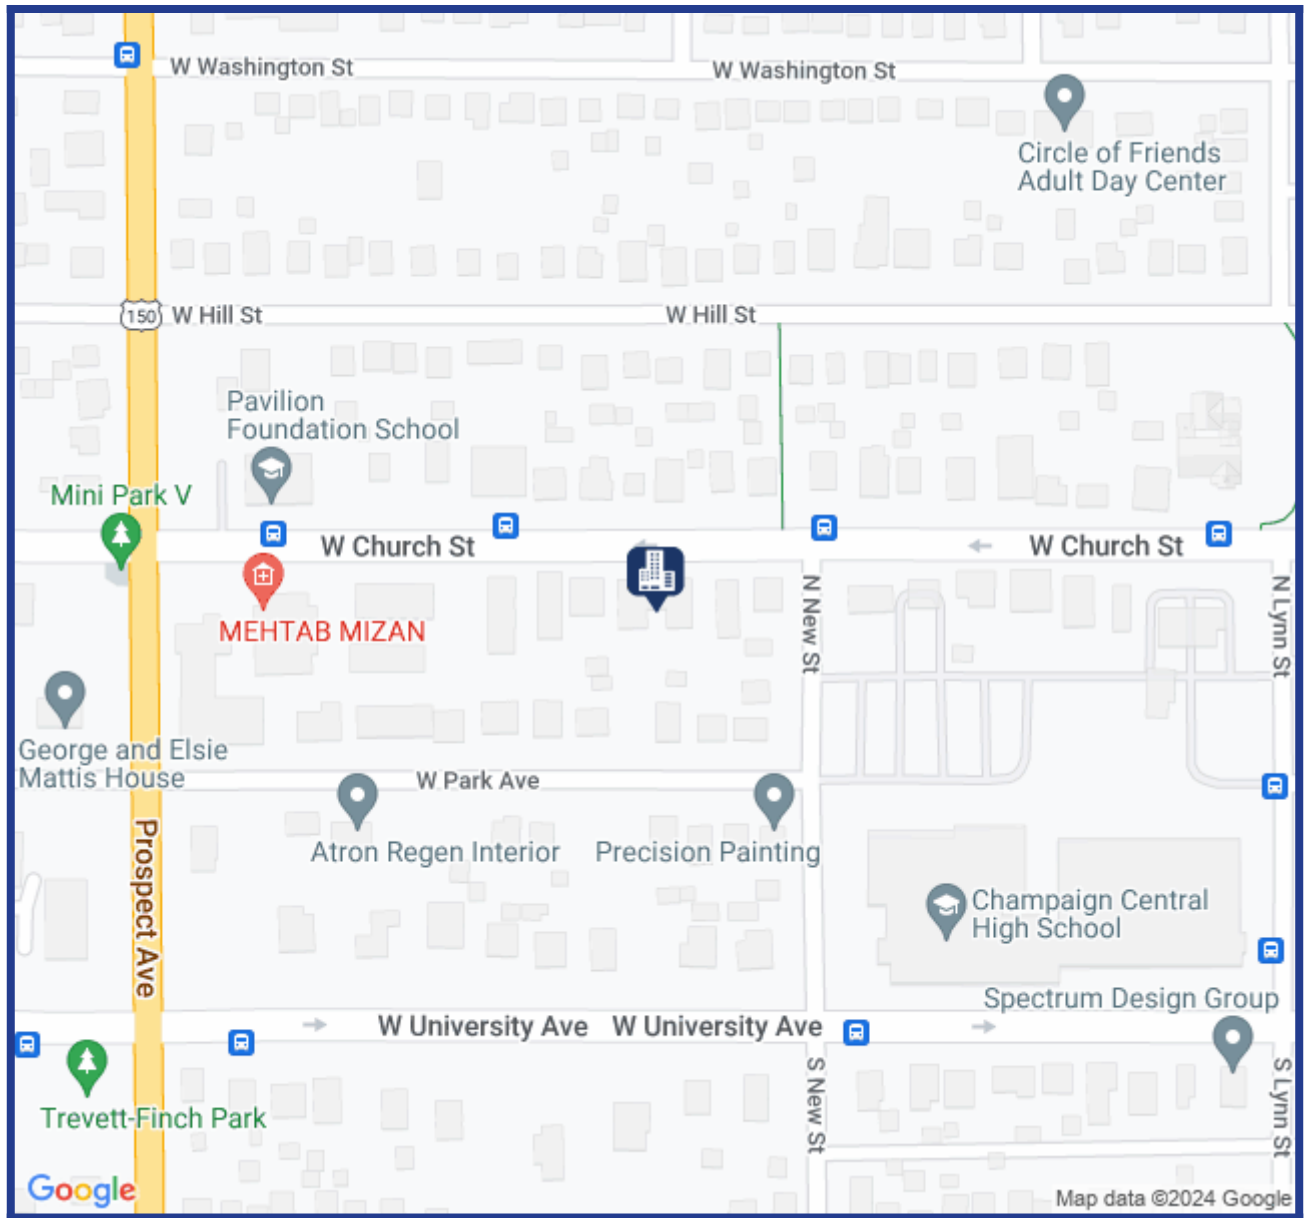 W Washington St
W Washington St
Circle of Friends
Adult Day Center
150
W Hill St
W Hill St
Pavilion
Foundation School
Mini Park V
W Church St
W Church St
MEHTAB MIZAN
N New St
N Lynn St
George and Elsie
Mattis House
W Park Ave
Atron Regen Interior
Precision Painting
Prospect Ave
Champaign Central
High School
Spectrum Design Group
W University Ave
W University Ave
S New St
S Lynn St
Trevett-Finch Park
Google
Map data ©2024 Google